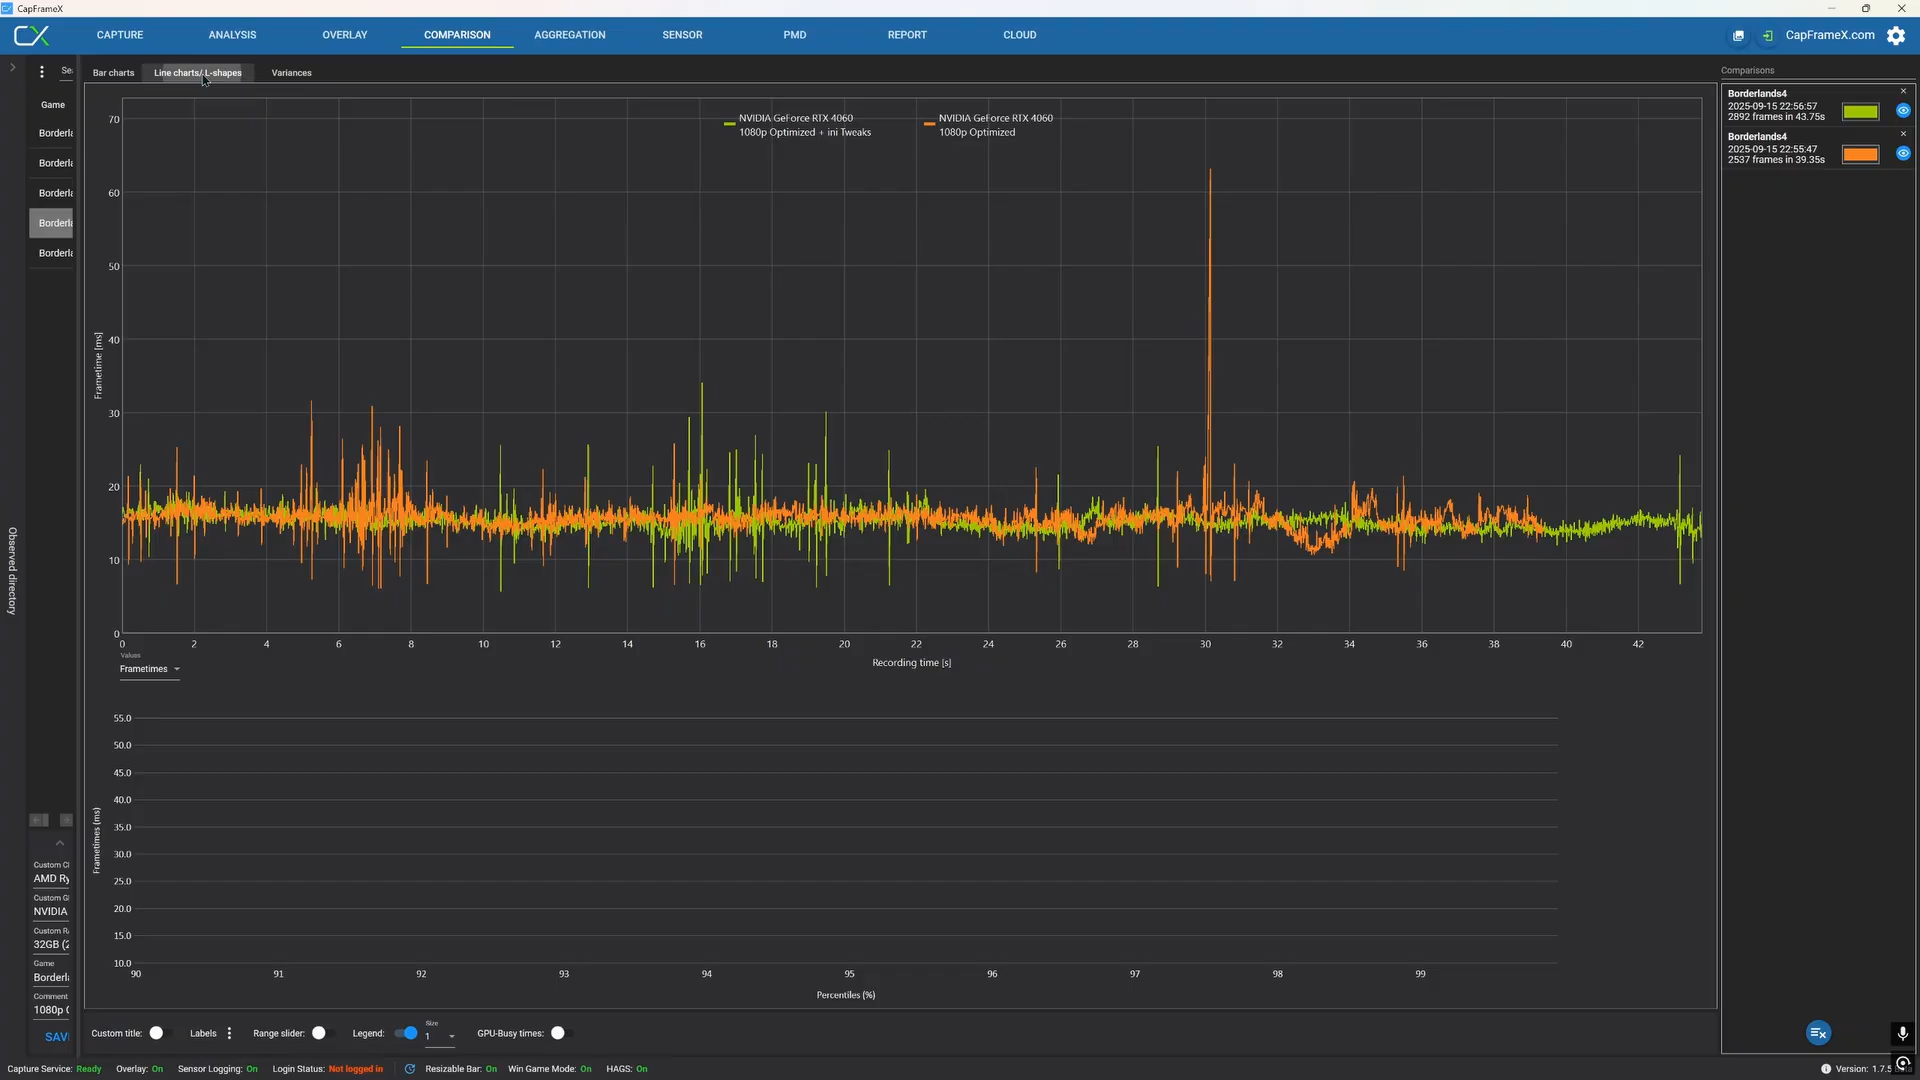 CapFrameX
CAPTURE
ANALYSIS
OVERLAY
COMPARISON
AGGREGATION
SENSOR
PMD
REPORT
CLOUD
CapFrameX.com
Bar charts
Line charts/ L-shapes
Variances
Comparisons
Game
Borderla
Borderla
Borderla
Borderla
Borderla
Observed directory
Custom G
NVIDIA
32GB (2
Game
Borderla
Comment
1080p
SAV
NVIDIA GeForce RTX 4060
1080p Optimized + ini Tweaks
NVIDIA GeForce RTX 4060
1080p Optimized
Frametime [ms]
70
60
50
40
30
20
10
0
0 2 4 6 8 10 12 14 16 18 20 22 24 26 28 30 32 34 36 38 40 42
Recording time [s]
Values
Frametimes
Frametimes (ms)
55.0
50.0
45.0
40.0
35.0
30.0
25.0
20.0
15.0
10.0
90 91 92 93 94 95 96 97 98 99
Percentiles (%)
Borderlands4
2025-09-15 22:56:57
2892 frames in 43.75s
Borderlands4
2025-09-15 22:55:47
2537 frames in 39.35s
Custom title:
Labels
Range slider:
Legend:
Size
1
GPU-Busy times:
Capture Service: Ready
Overlay: On
Sensor Logging: On
Login Status: Not logged in
Resizable Bar: On
Win Game Mode: On
HAGS: On
Version: 1.7.5